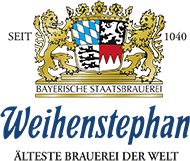 SEIT 1040
BAYERISCHE STAATSBRAUEREI
Weihenstephan
ÄLTESTE BRAUEREI DER WELT